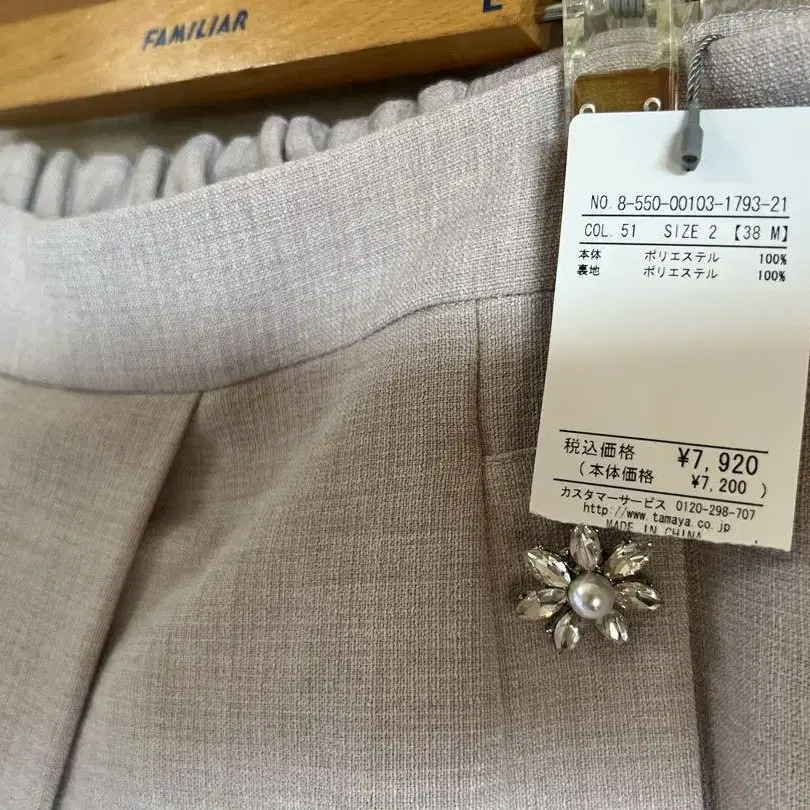 FAMILIAR
NO. 8-550-00103-1793-21
COL. 51 SIZE 2 【38 M】
本体 ポリエステル 100%
裏地 ポリエステル 100%
税込価格 ¥7,920
(本体価格 ¥7,200 )
カスタマーサービス 0120-298-707
http://www.tamaya.co.jp
MADE IN CHINA